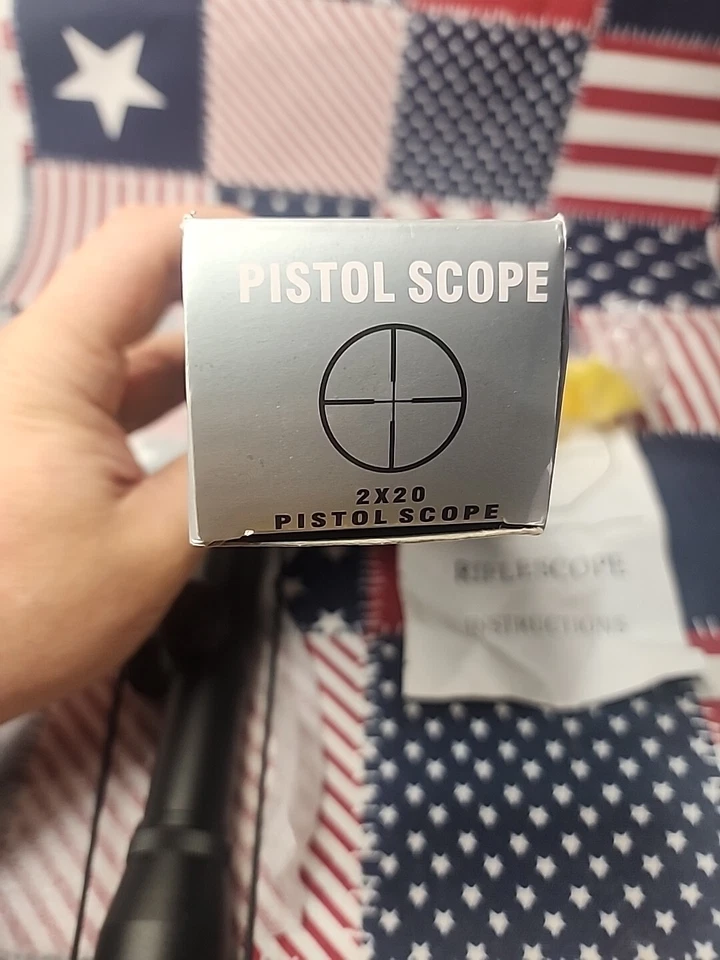 PISTOL SCOPE
2X20
PISTOL SCOPE
RIFLESCOPE
INSTRUCTIONS